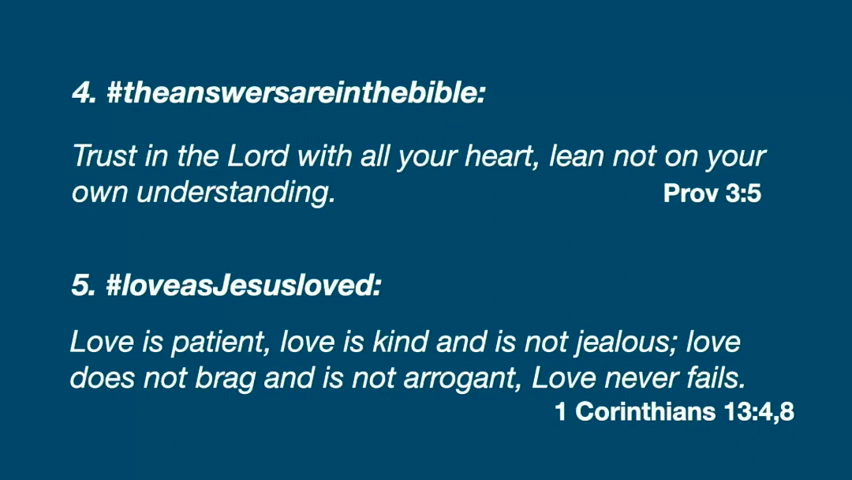 4. #theanswersareinthebible:
Trust in the Lord with all your heart, lean not on your
own understanding. Prov 3:5
5. #loveasJesusloved:
Love is patient, love is kind and is not jealous; love
does not brag and is not arrogant, Love never fails.
1 Corinthians 13:4,8